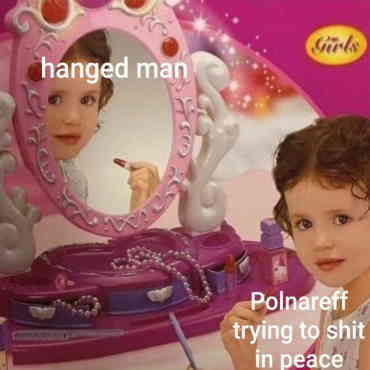 hanged man
Girls
Polnareff
trying to shit
in peace